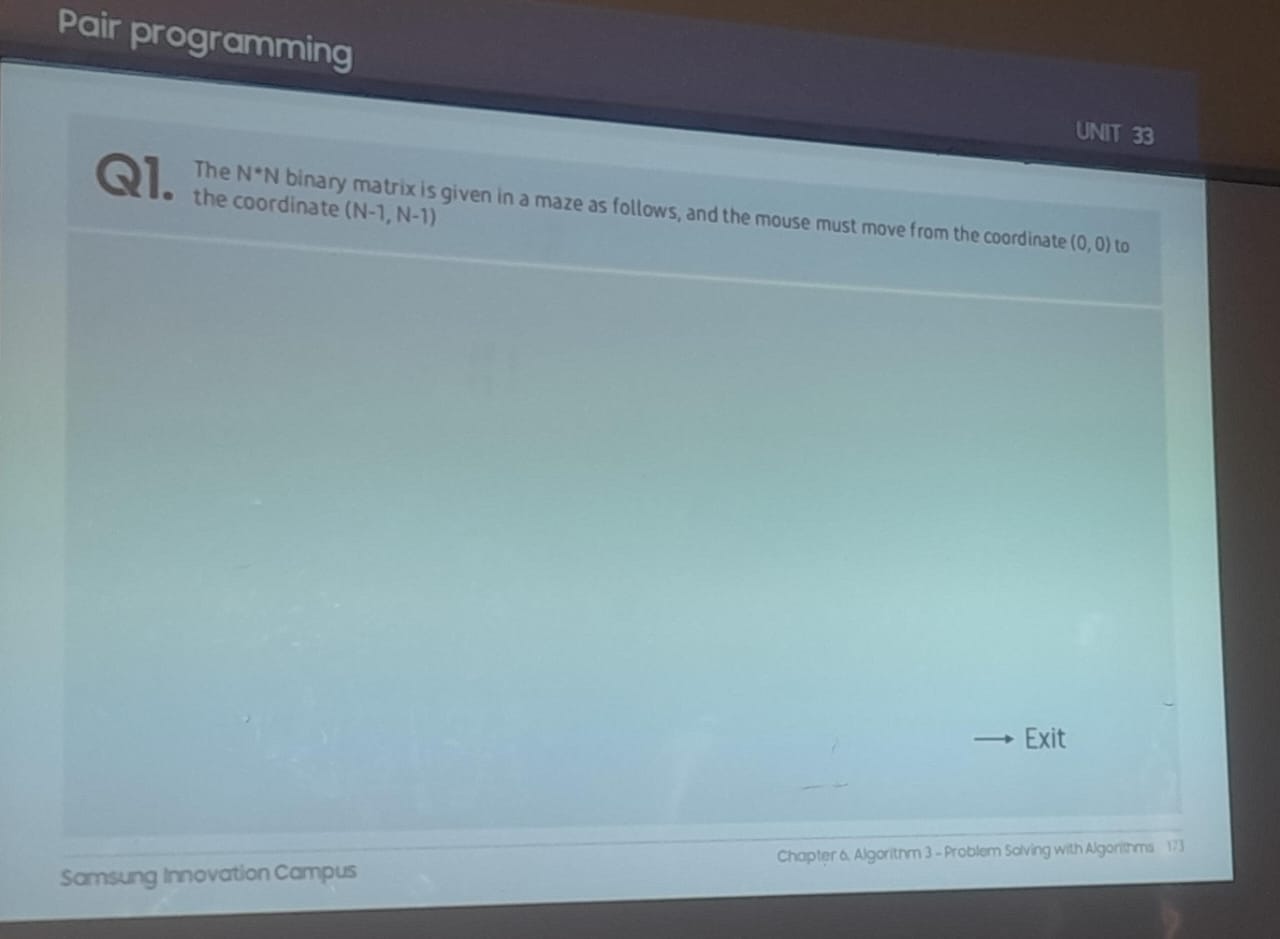 Pair programming
UNIT 33
Q1. The N*N binary matrix is given in a maze as follows, and the mouse must move from the coordinate (0, 0) to
the coordinate (N-1, N-1)
→ Exit
Samsung Innovation Campus
Chapter 6. Algorithm 3 - Problem Solving with Algorithms 173